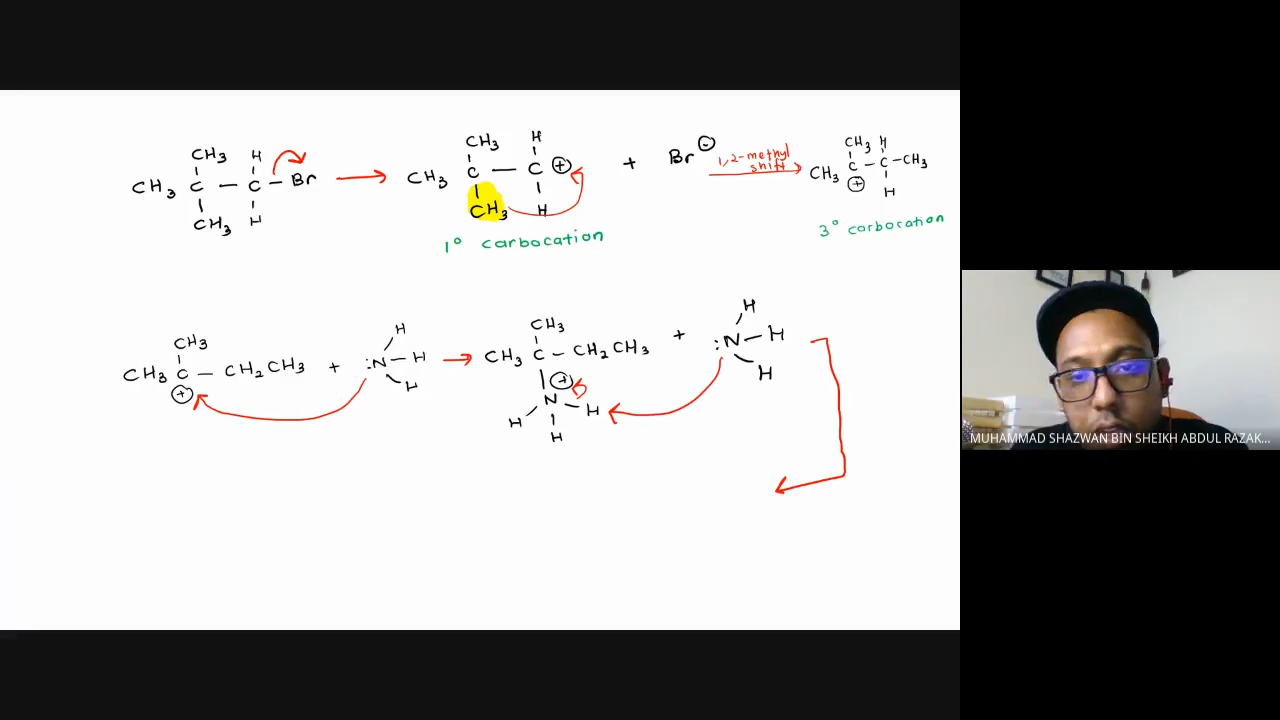 CH3 H CH3 H Br⊖ 1,2-methyl shift CH3 H
CH3 C — C — Br → CH3 C — C ⊕ + → CH3 C — C — CH3
CH3 H CH3 H ⊕ H
1° carbocation 3° carbocation
CH3 H CH3 H
CH3 C — CH2CH3 + :N — H → CH3 C — CH2CH3 + :N — H
⊕ H ⊕ H
H N — H
H
MUHAMMAD SHAZWAN BIN SHEIKH ABDUL RAZAK...